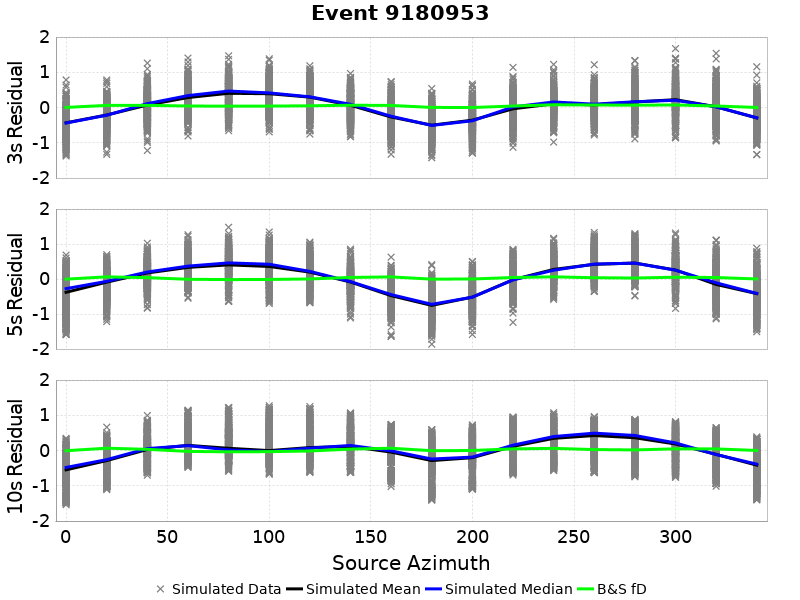 Event 9180953
3s Residual
2
1
0
-1
-2
5s Residual
2
1
0
-1
-2
10s Residual
2
1
0
-1
-2
0 50 100 150 200 250 300
Source Azimuth
Simulated Data Simulated Mean Simulated Median B&S fD